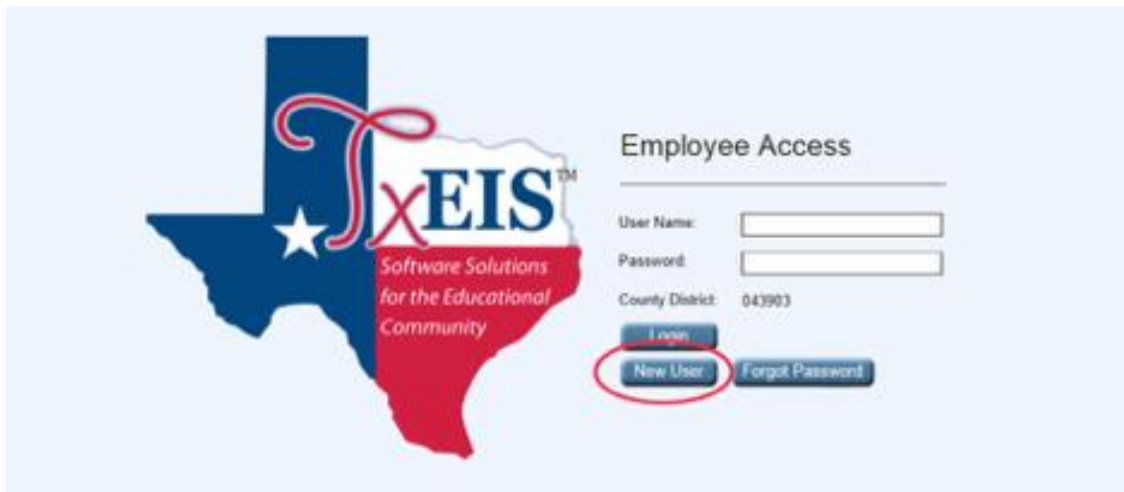 TxEIS™
Software Solutions
for the Educational
Community
Employee Access
User Name:
Password:
County District: 043903
Login
New User Forgot Password